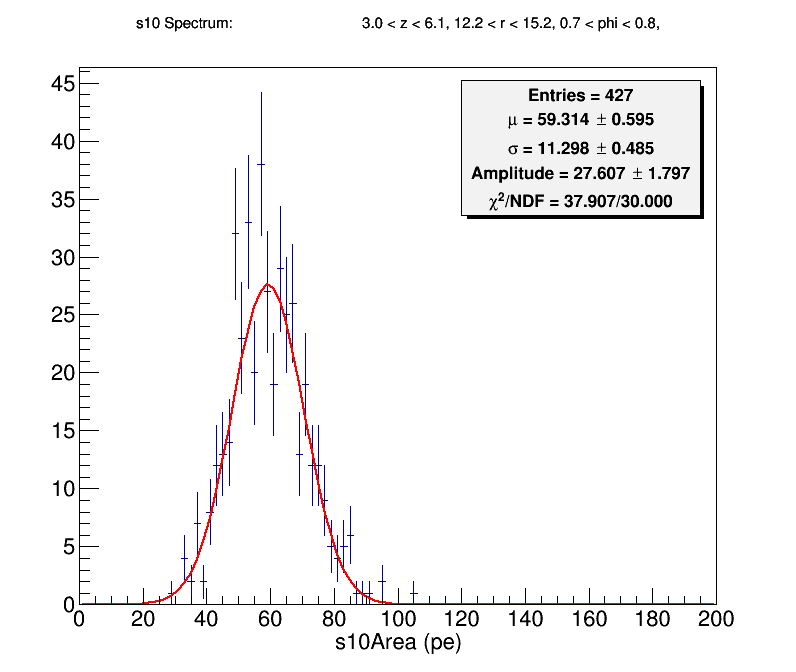 s10 Spectrum: 3.0 < z < 6.1, 12.2 < r < 15.2, 0.7 < phi < 0.8,
Entries = 427
μ = 59.314 ± 0.595
σ = 11.298 ± 0.485
Amplitude = 27.607 ± 1.797
χ²/NDF = 37.907/30.000
45
40
35
30
25
20
15
10
5
0
0 20 40 60 80 100 120 140 160 180 200
s10Area (pe)